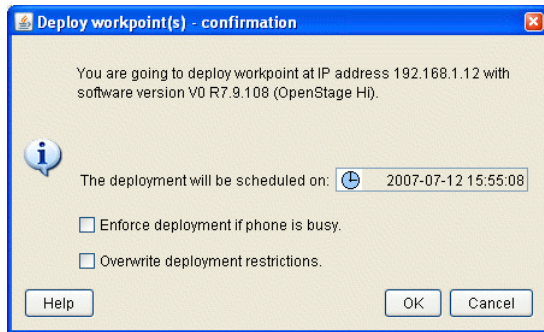 Deploy workpoint(s) - confirmation
You are going to deploy workpoint at IP address 192.168.1.12 with
software version V0 R7.9.108 (OpenStage Hi).
The deployment will be scheduled on: 2007-07-12 15:55:08
Enforce deployment if phone is busy.
Overwrite deployment restrictions.
Help OK Cancel